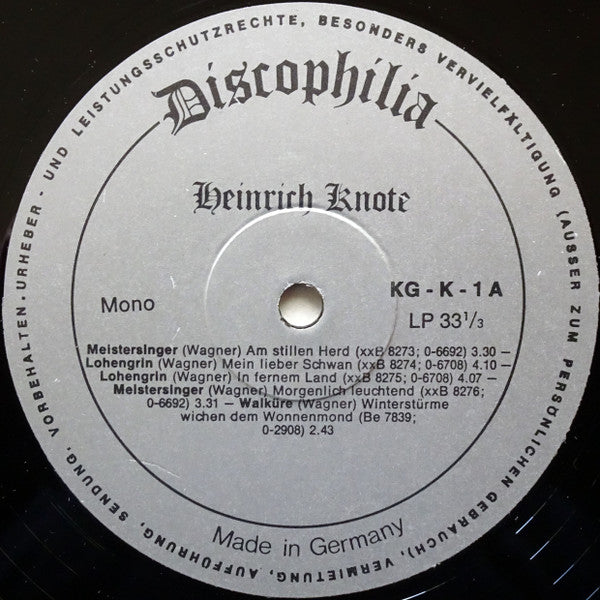 URHEBER - UND LEISTUNGSSCHUTZRECHTE, BESONDERS VERVIELFXLTIGUNG (AUSSER ZUM PERSÖNLICHEN GEBRAUCH), VERMIETUNG, AUFFÜHRUNG, SENDUNG, VORBEHALTEN.
Discophilia
Heinrich Knote
Mono
KG - K - 1 A
LP 33 1/3
Meistersinger (Wagner) Am stillen Herd (xxB 8273; 0-6692) 3.30 —
Lohengrin (Wagner) Mein lieber Schwan (xxB 8274; 0-6708) 4.10 —
Lohengrin (Wagner) In fernem Land (xxB 8275; 0-6708) 4.07 —
Meistersinger (Wagner) Morgenlich leuchtend (xxB 8276;
0-6692) 3.31 — Walküre (Wagner) Winterstürme
wichen dem Wonnenmond (Be 7839;
0-2908) 2.43
Made in Germany